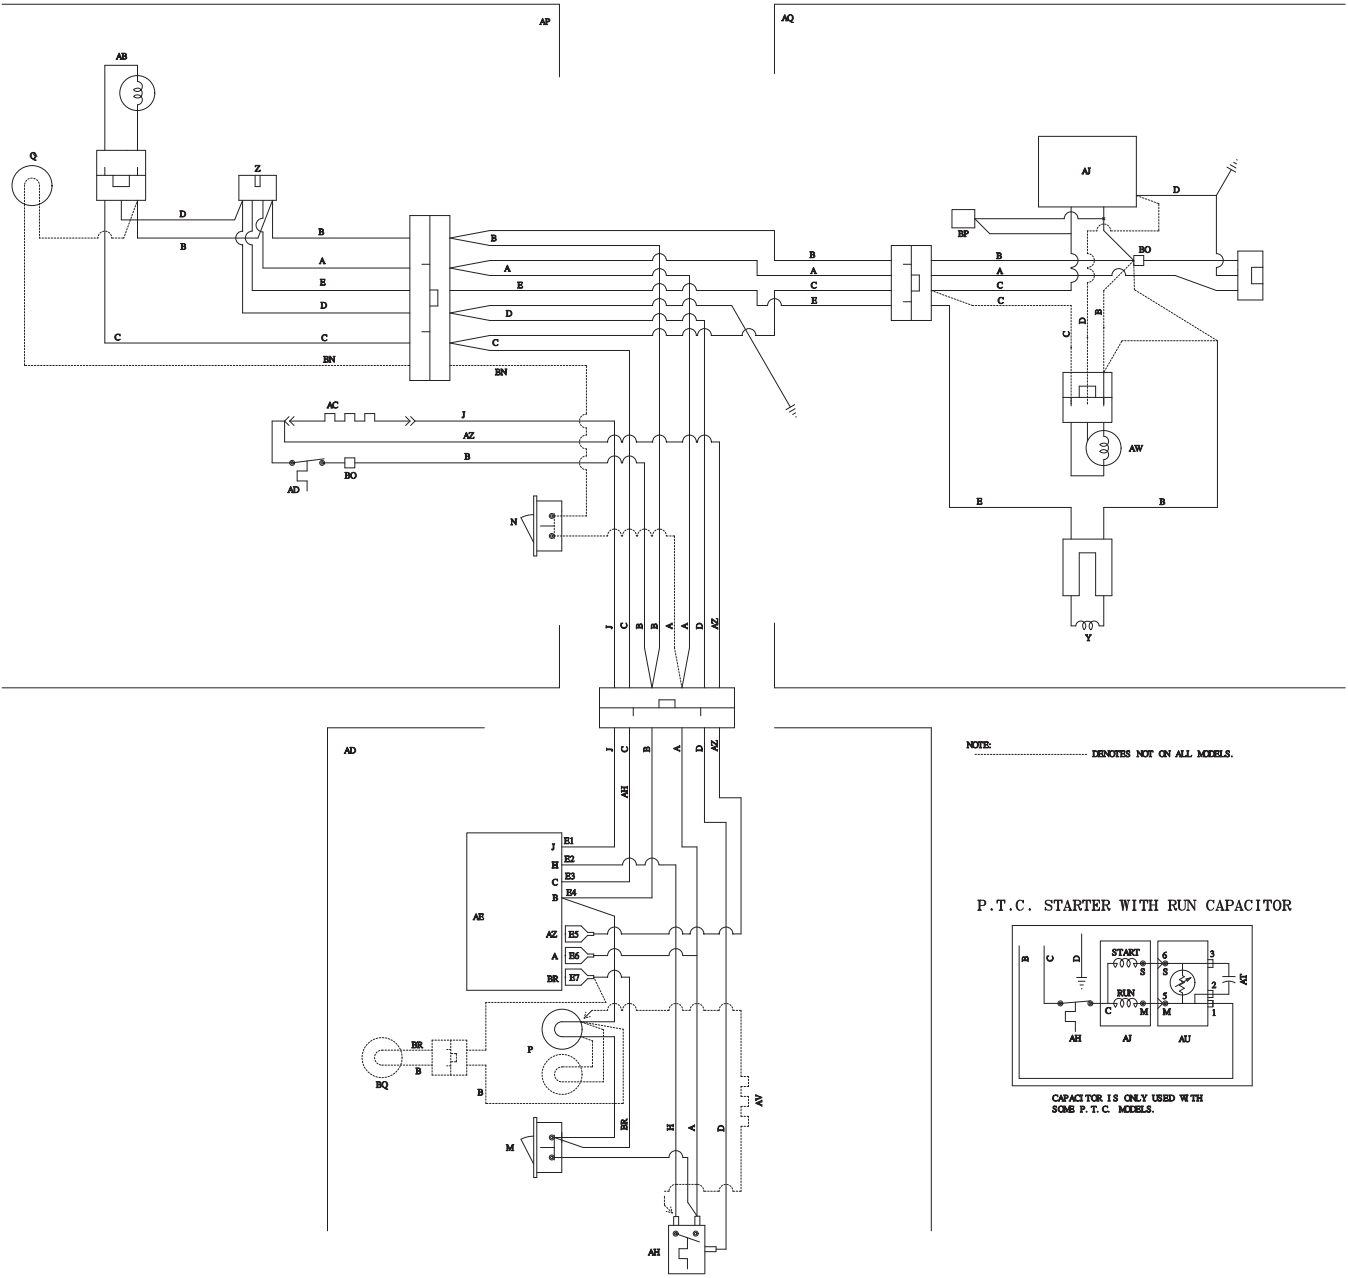 AP
AQ
AB
Q
Z
AJ
D
D
BP
B
B
B
BO
B
B
A
A
A
A
E
E
C
C
D
D
E
C
C
C
C
D
B
BN
BN
AC
J
AZ
B
AD
BO
AW
N
E
B
Y
J
C
B
B
A
A
D
AZ
AD
J
C
B
A
D
AZ
NOTE:
DENOTES NOT ON ALL MODELS.
AH
J E1
H E2
C E3
B E4
AE
AZ E5
A E6
BR E7
P.T.C. STARTER WITH RUN CAPACITOR
B
C
D
START
S
6
S
3
2
1
AT
RUN
C
M
5
M
AH
AJ
AU
CAPACITOR IS ONLY USED WITH
SOME P.T.C. MODELS.
BR
B
BQ
P
B
AV
M
BR
H
A
D
AH